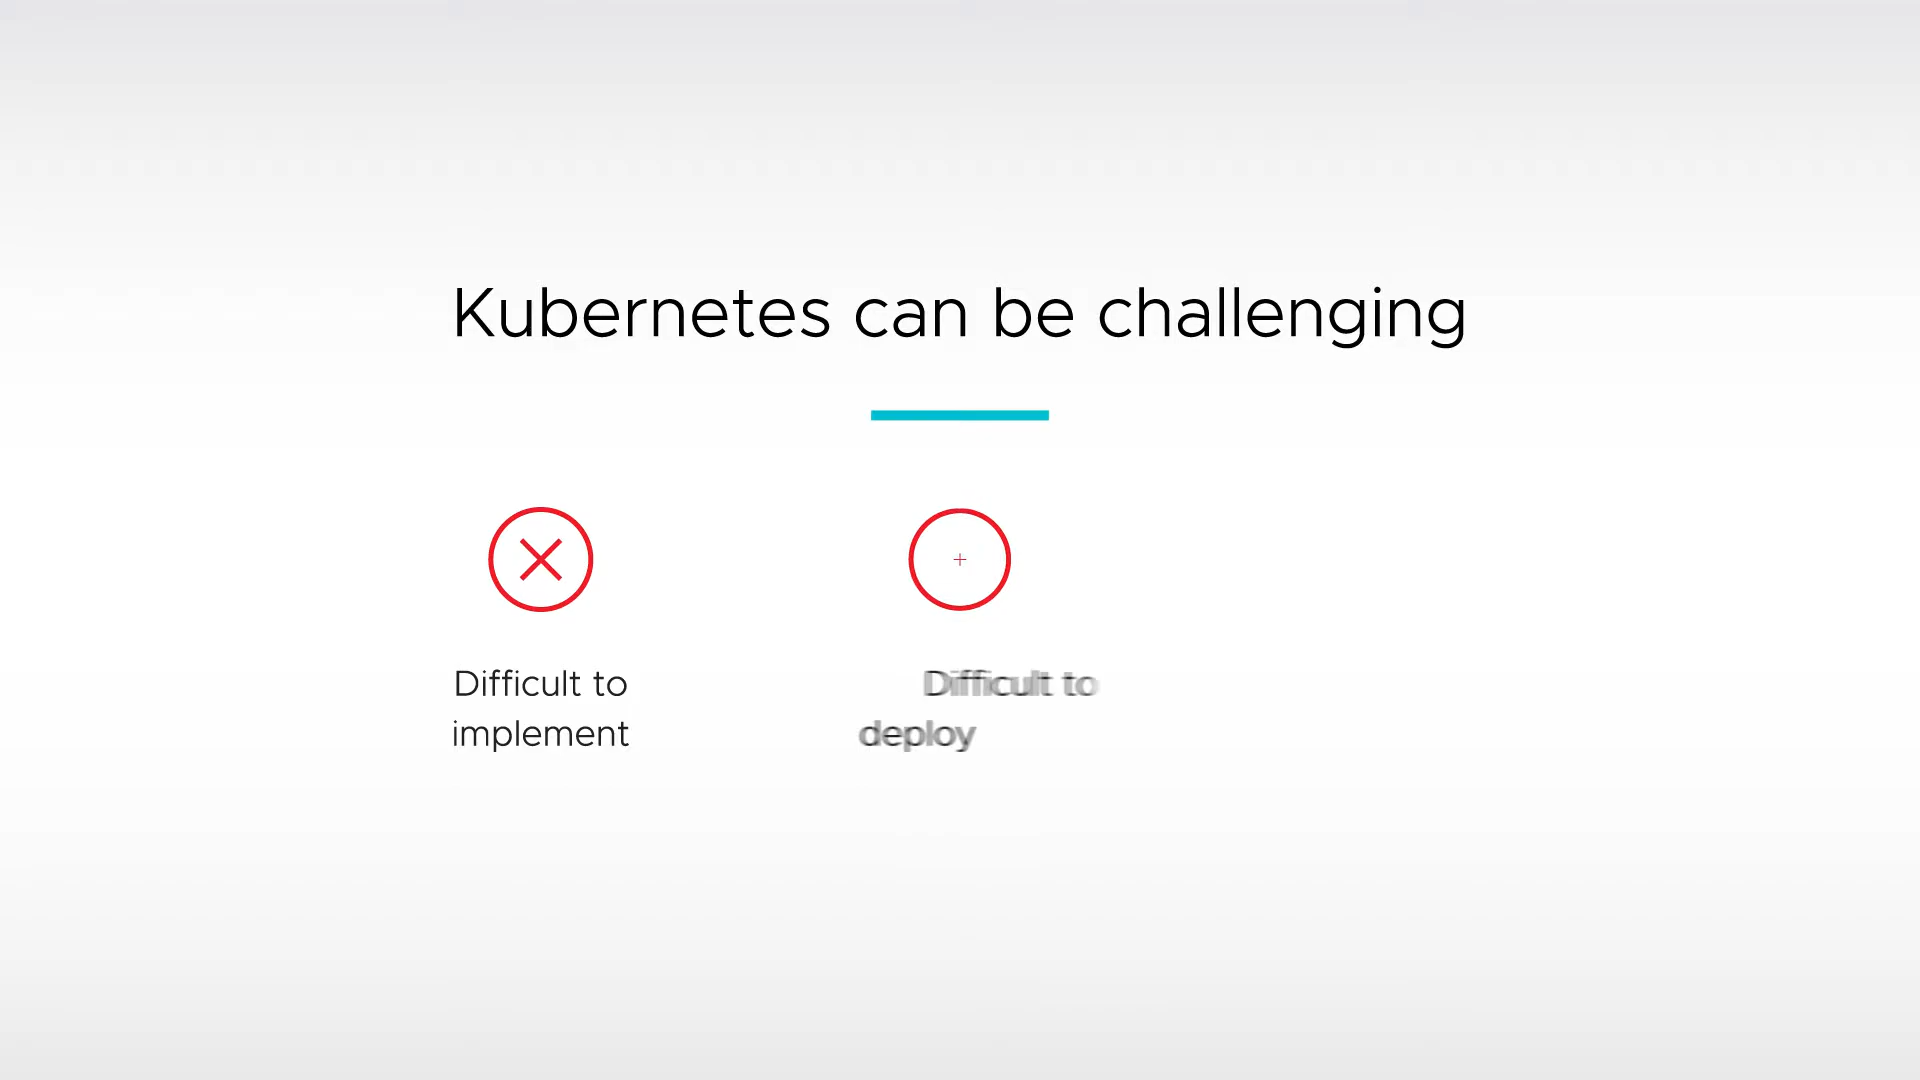 Kubernetes can be challenging
Difficult to
implement
Difficult to
deploy